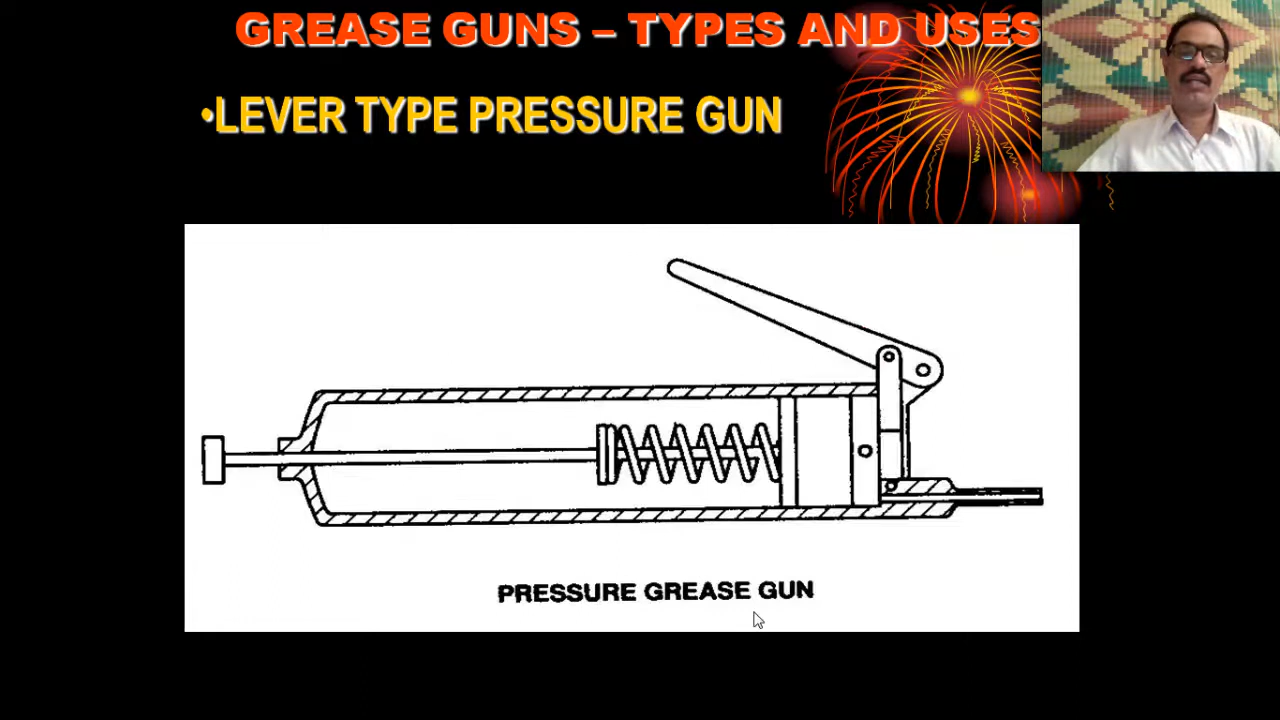 GREASE GUNS – TYPES AND USES
•LEVER TYPE PRESSURE GUN
PRESSURE GREASE GUN